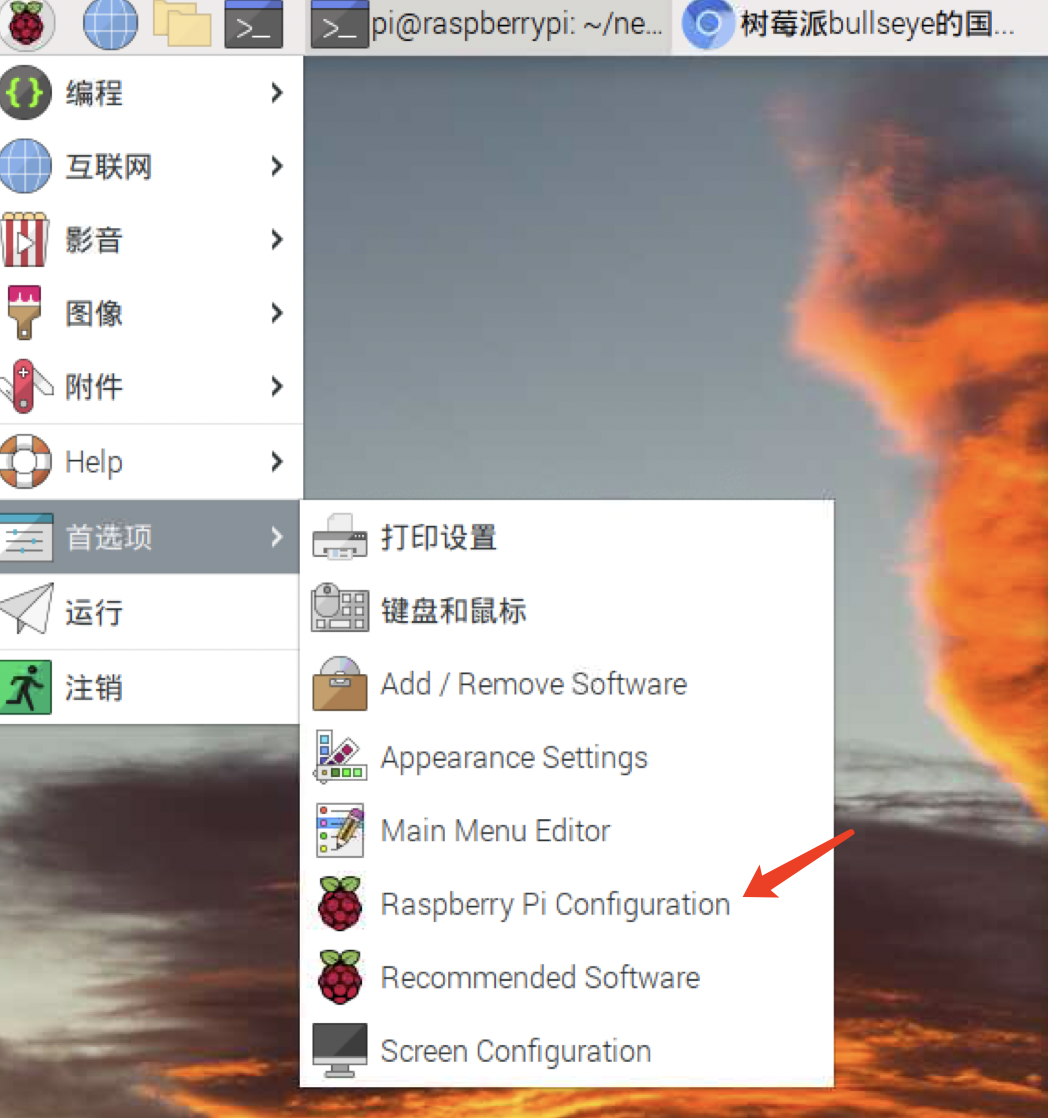 pi@raspberrypi: ~/ne...
树莓派bullseye的国...
编程
互联网
影音
图像
附件
Help
首选项
运行
注销
打印设置
键盘和鼠标
Add / Remove Software
Appearance Settings
Main Menu Editor
Raspberry Pi Configuration
Recommended Software
Screen Configuration